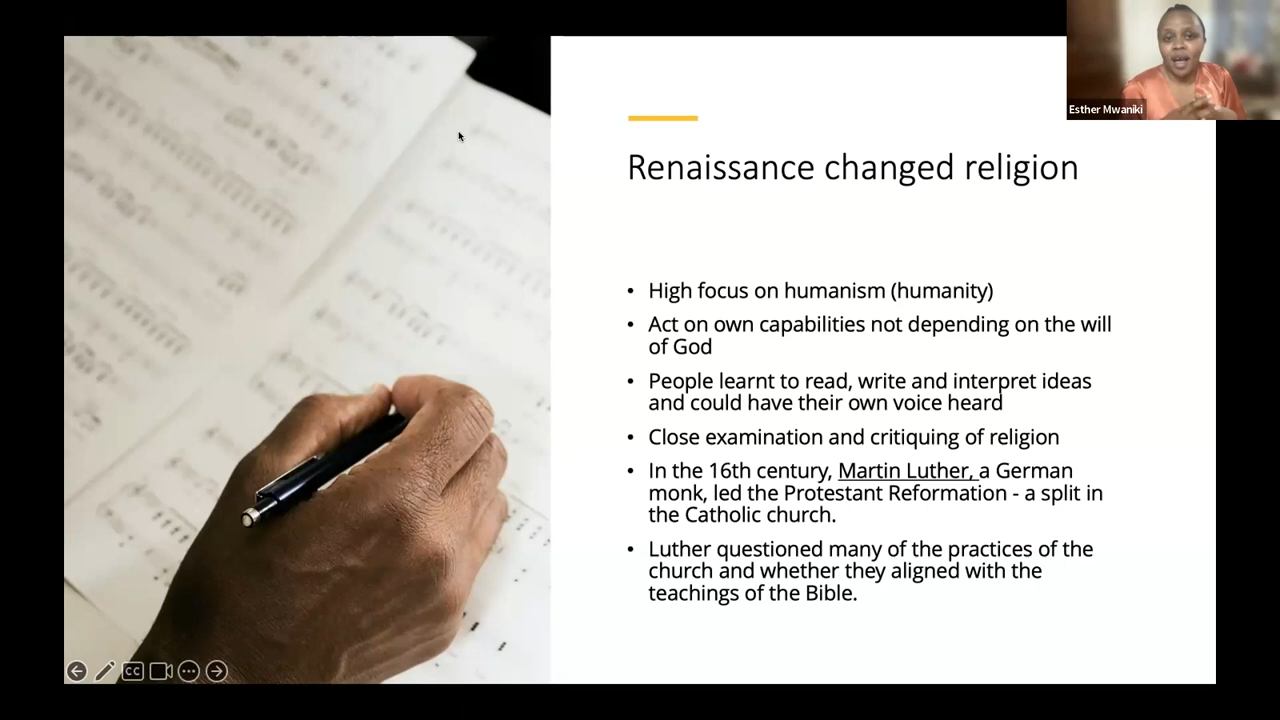 Esther Mwaniki
Renaissance changed religion
• High focus on humanism (humanity)
• Act on own capabilities not depending on the will
of God
• People learnt to read, write and interpret ideas
and could have their own voice heard
• Close examination and critiquing of religion
• In the 16th century, Martin Luther, a German
monk, led the Protestant Reformation - a split in
the Catholic church.
• Luther questioned many of the practices of the
church and whether they aligned with the
teachings of the Bible.
CC